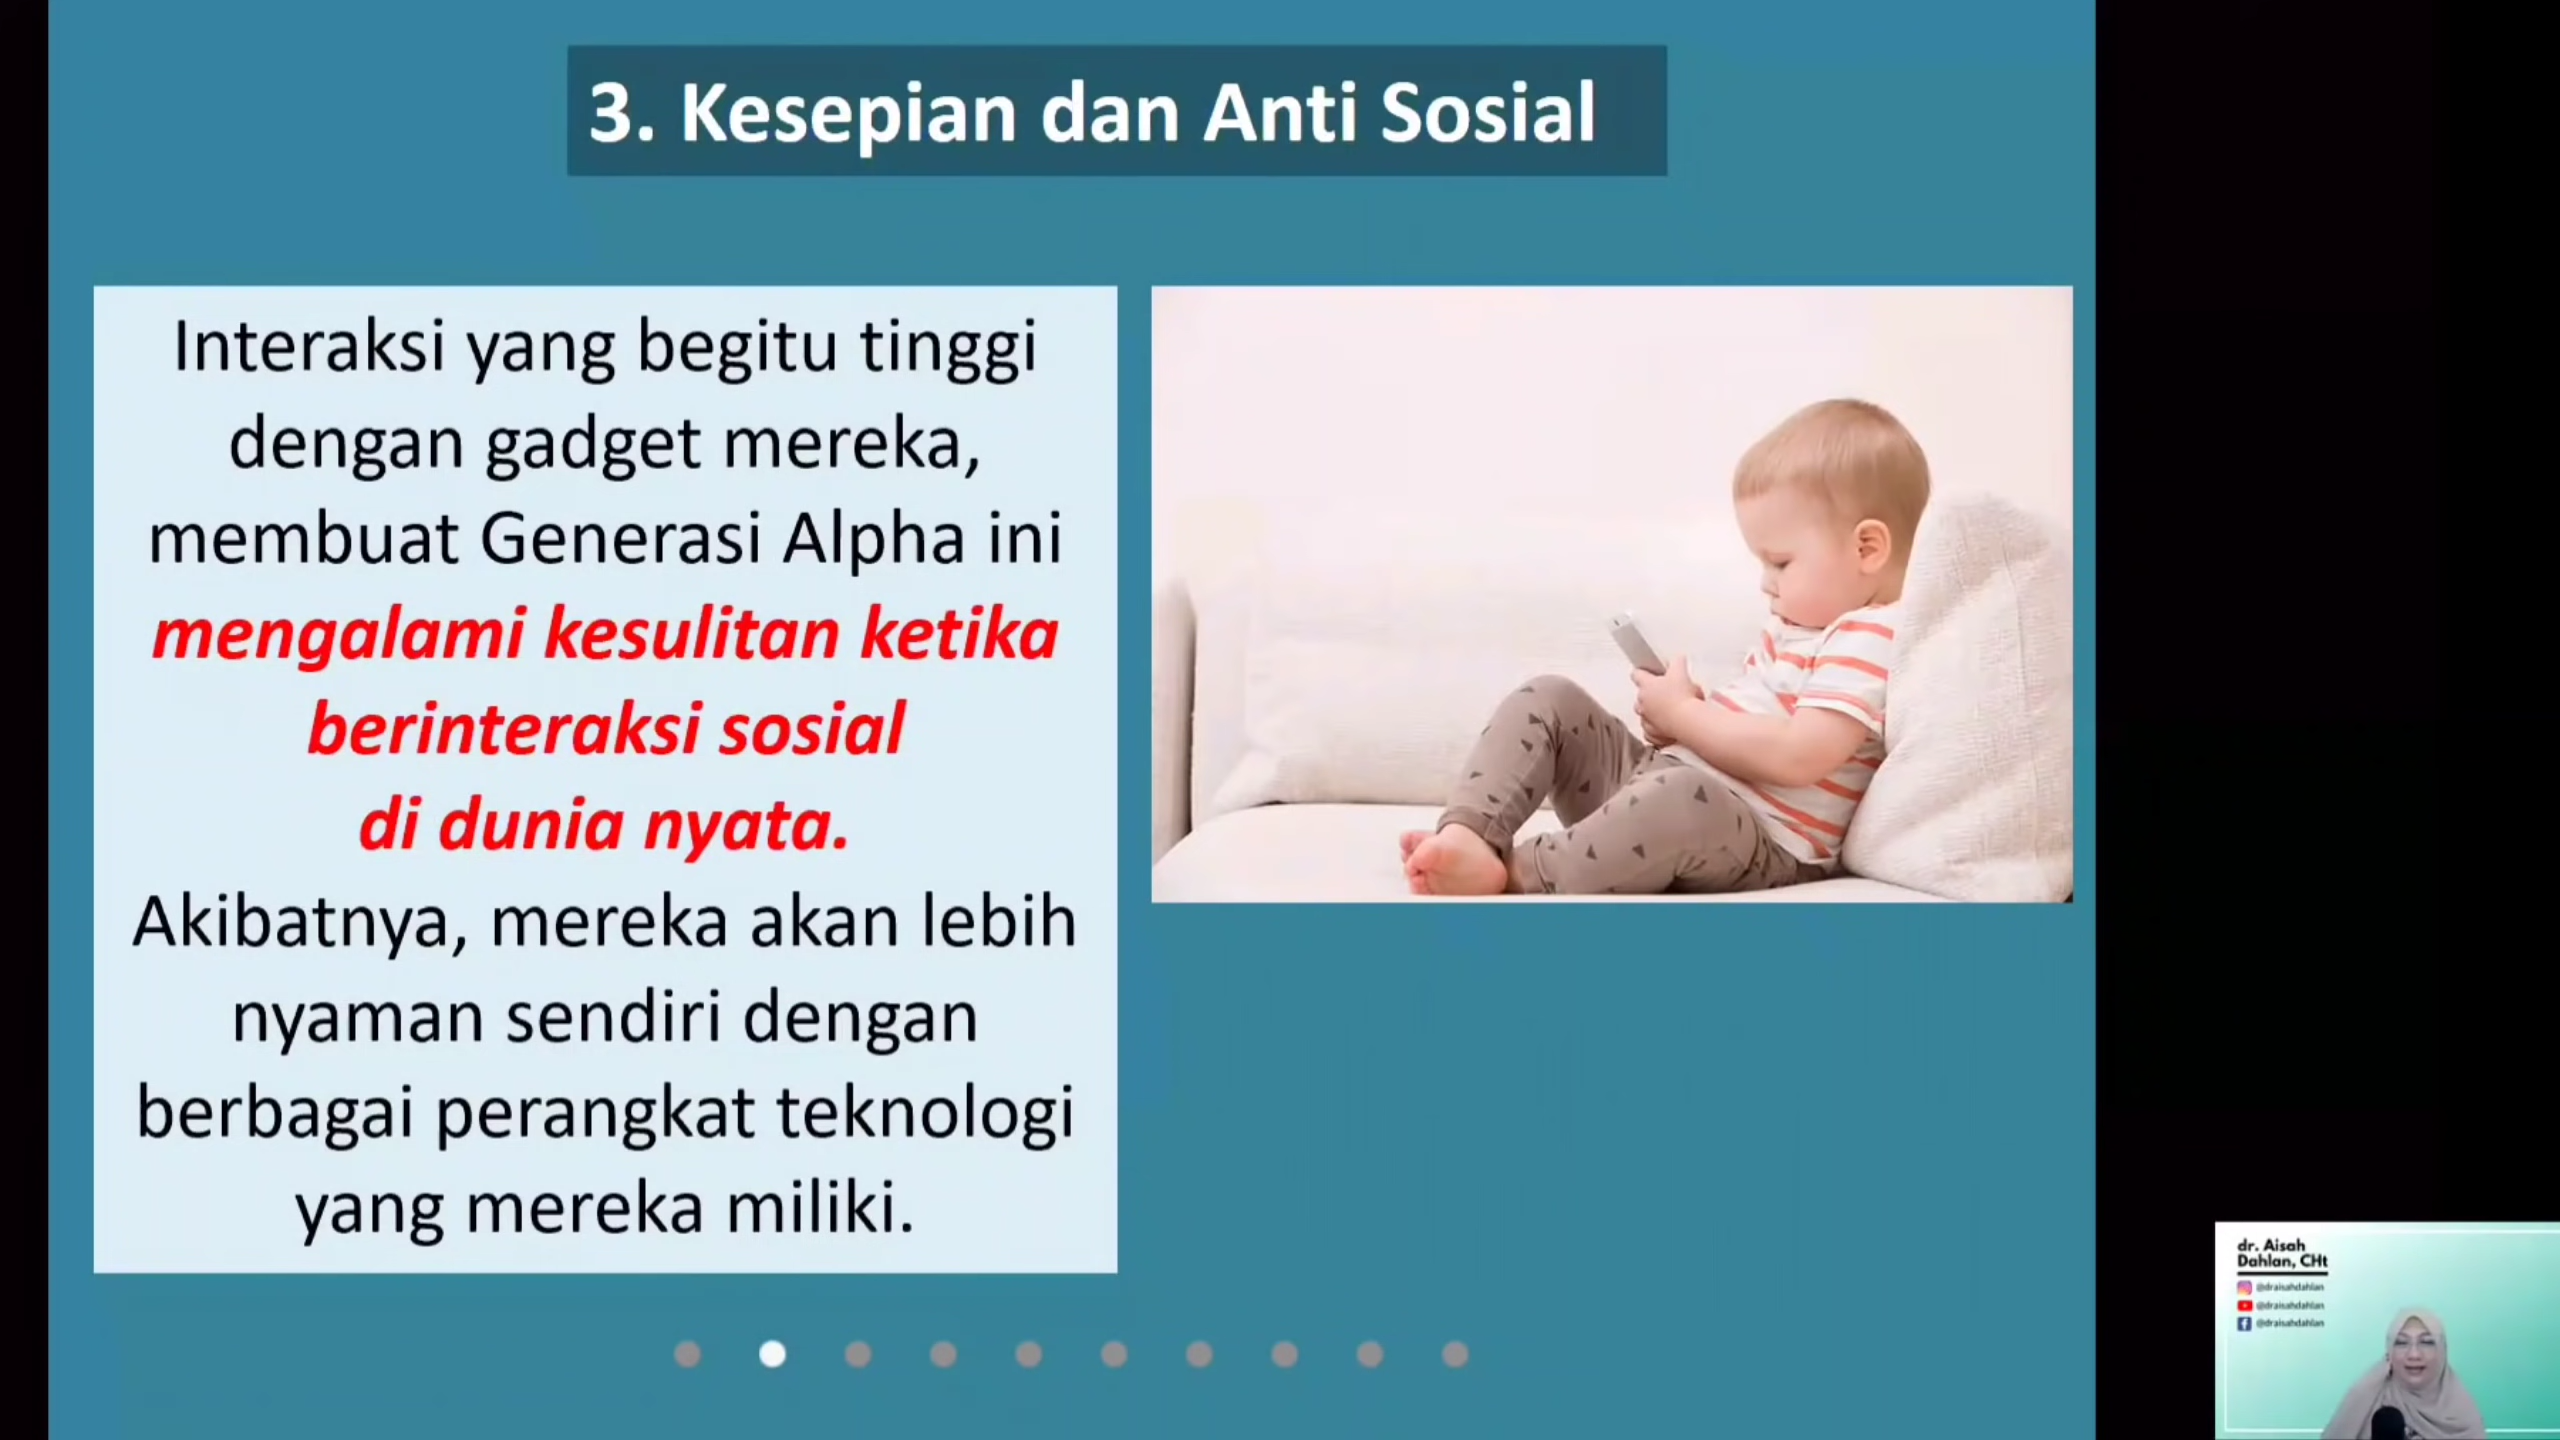 3. Kesepian dan Anti Sosial
Interaksi yang begitu tinggi
dengan gadget mereka,
membuat Generasi Alpha ini
mengalami kesulitan ketika
berinteraksi sosial
di dunia nyata.
Akibatnya, mereka akan lebih
nyaman sendiri dengan
berbagai perangkat teknologi
yang mereka miliki.
dr. Aisah
Dahlan, CHt
@draisahdahlan
@draisahdahlan
@draisahdahlan